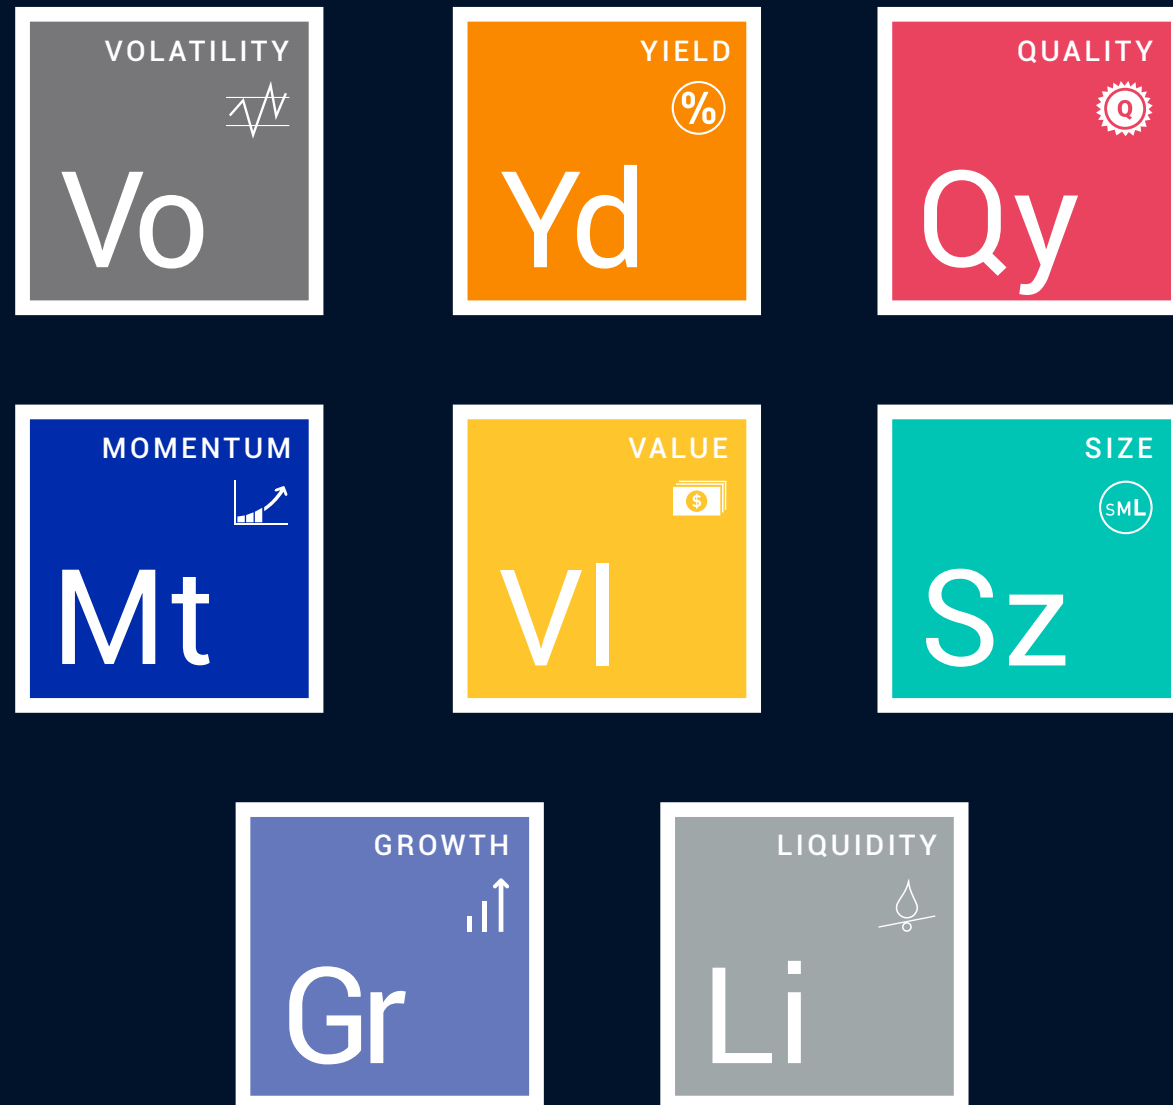 VOLATILITY
Vo
YIELD
%
Yd
QUALITY
Q
Qy
MOMENTUM
Mt
VALUE
$
Vl
SIZE
SML
Sz
GROWTH
Gr
LIQUIDITY
Li